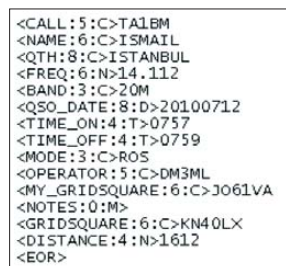 <CALL:5:C>TA1BM
<NAME:6:C>ISMAIL
<QTH:8:C>ISTANBUL
<FREQ:6:N>14.112
<BAND:3:C>20M
<QSO_DATE:8:D>20100712
<TIME_ON:4:T>0757
<TIME_OFF:4:T>0759
<MODE:3:C>ROS
<OPERATOR:5:C>DM3ML
<MY_GRIDSQUARE:6:C>JO61VA
<NOTES:0:M>
<GRIDSQUARE:6:C>KN40LX
<DISTANCE:4:N>1612
<EOR>